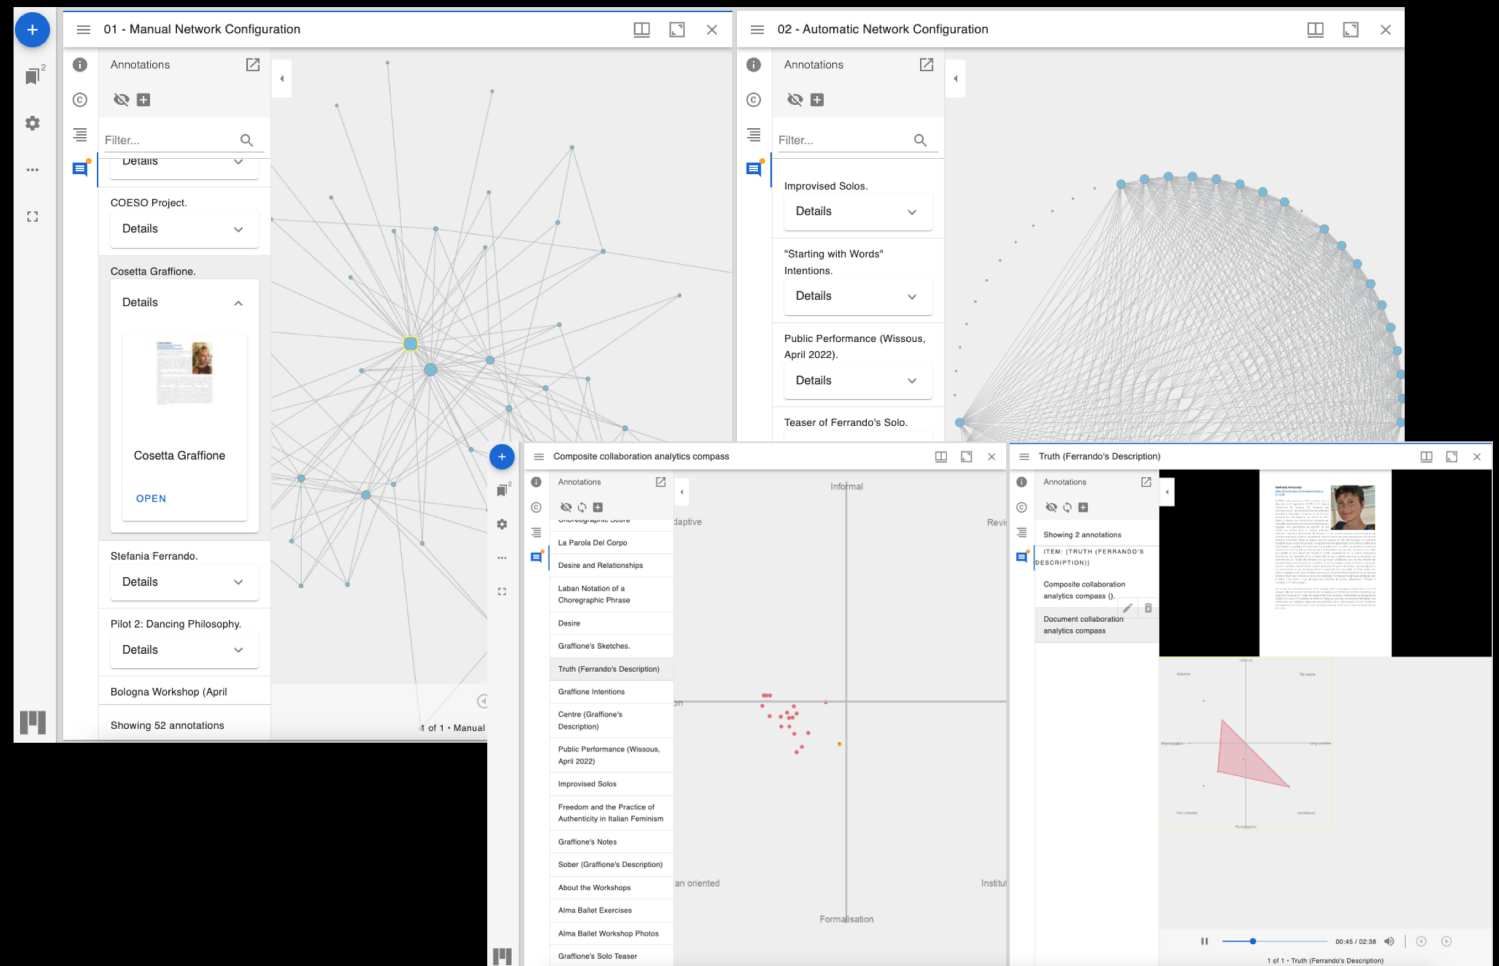 01 - Manual Network Configuration
2
Annotations
Filter...
Details
COESO Project.
Details
Cosetta Graffione.
Details
Cosetta Graffione
OPEN
Stefania Ferrando.
Details
Pilot 2: Dancing Philosophy.
Details
Bologna Workshop (April
Showing 52 annotations
1 of 1 • Manual
02 - Automatic Network Configuration
Annotations
Filter...
Improvised Solos.
Details
"Starting with Words"
Intentions.
Details
Public Performance (Wissous,
April 2022).
Details
Teaser of Ferrando's Solo.
Composite collaboration analytics compass
2
Annotations
Choreographic Score
La Parola Del Corpo
Desire and Relationships
Laban Notation of a
Choregraphic Phrase
Desire
Graffione's Sketches.
Truth (Ferrando's Description)
Graffione Intentions
Centre (Graffione's
Description)
Public Performance (Wissous,
April 2022)
Improvised Solos
Freedom and the Practice of
Authenticity in Italian Feminism
Graffione's Notes
Sober (Graffione's Description)
About the Workshops
Alma Ballet Exercises
Alma Ballet Workshop Photos
Graffione's Solo Teaser
Informal
daptive
Revi
on
an oriented
Institu
Formalisation
Truth (Ferrando's Description)
Annotations
Showing 2 annotations
ITEM: [TRUTH (FERRANDO'S
DESCRIPTION)]
Composite collaboration
analytics compass ().
Document collaboration
analytics compass
Informal
Formalisation
00:45 / 02:38
1 of 1 • Truth (Ferrando's Description)